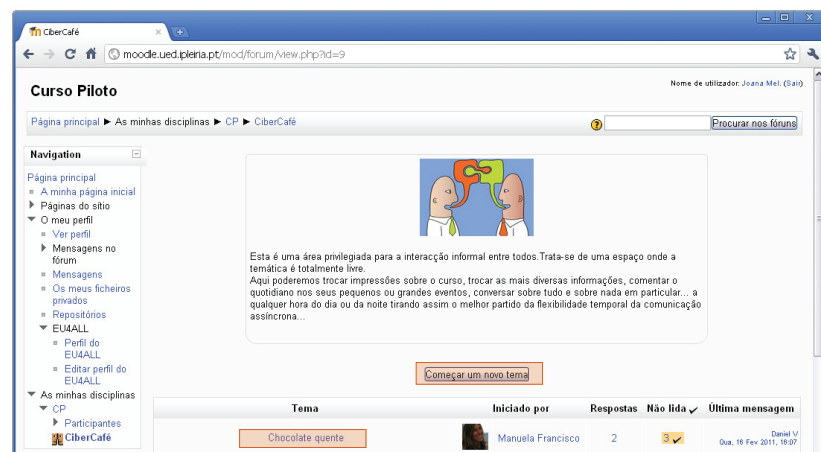 CiberCafé
moodle.ued.ipleiria.pt/mod/forum/view.php?id=9
Curso Piloto
Nome de utilizador: Joana Mel. (Sair)
Página principal ► As minhas disciplinas ► CP ► CiberCafé
Procurar nos fóruns
Navigation
Página principal
A minha página inicial
Páginas do sítio
O meu perfil
Ver perfil
Mensagens no
fórum
Mensagens
Os meus ficheiros
privados
Repositórios
EU4ALL
Perfil do
EU4ALL
Editar perfil do
EU4ALL
As minhas disciplinas
CP
Participantes
CiberCafé
Esta é uma área privilegiada para a interacção informal entre todos.Trata-se de uma espaço onde a
temática é totalmente livre.
Aqui poderemos trocar impressões sobre o curso, trocar as mais diversas informações, comentar o
quotidiano nos seus pequenos ou grandes eventos, conversar sobre tudo e sobre nada em particular... a
qualquer hora do dia ou da noite tirando assim o melhor partido da flexibilidade temporal da comunicação
assíncrona...
Começar um novo tema
Tema Iniciado por Respostas Não lida ✓ Última mensagem
Chocolate quente Manuela Francisco 2 3 ✓ Daniel V
Qua, 16 Fev 2011, 16:07